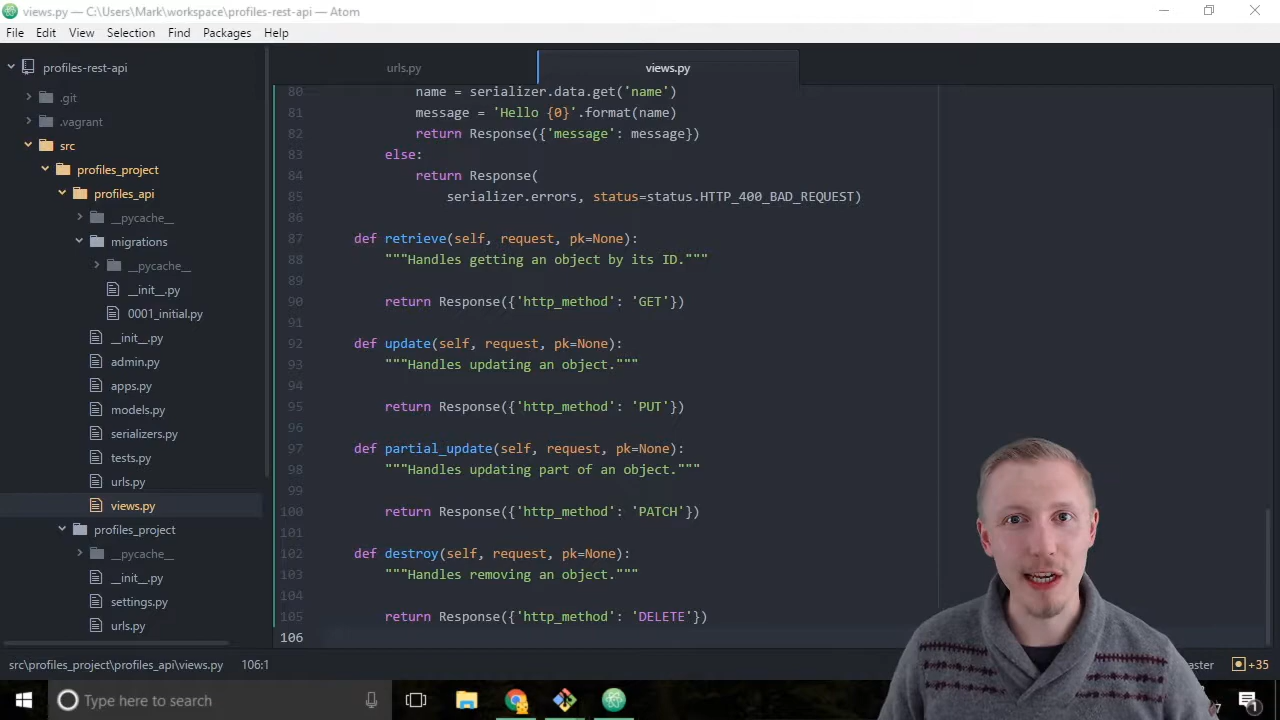 views.py — C:\Users\Mark\workspace\profiles-rest-api — Atom
File Edit View Selection Find Packages Help
profiles-rest-api
.git
.vagrant
src
profiles_project
profiles_api
__pycache__
migrations
__pycache__
__init__.py
0001_initial.py
__init__.py
admin.py
apps.py
models.py
serializers.py
tests.py
urls.py
views.py
profiles_project
__pycache__
__init__.py
settings.py
urls.py
urls.py views.py
80 name = serializer.data.get('name')
81 message = 'Hello {0}'.format(name)
82 return Response({'message': message})
83 else:
84 return Response(
85 serializer.errors, status=status.HTTP_400_BAD_REQUEST)
86
87 def retrieve(self, request, pk=None):
88 """Handles getting an object by its ID."""
89
90 return Response({'http_method': 'GET'})
91
92 def update(self, request, pk=None):
93 """Handles updating an object."""
94
95 return Response({'http_method': 'PUT'})
96
97 def partial_update(self, request, pk=None):
98 """Handles updating part of an object."""
99
100 return Response({'http_method': 'PATCH'})
101
102 def destroy(self, request, pk=None):
103 """Handles removing an object."""
104
105 return Response({'http_method': 'DELETE'})
106
src\profiles_project\profiles_api\views.py 106:1 aster +35
Type here to search 1